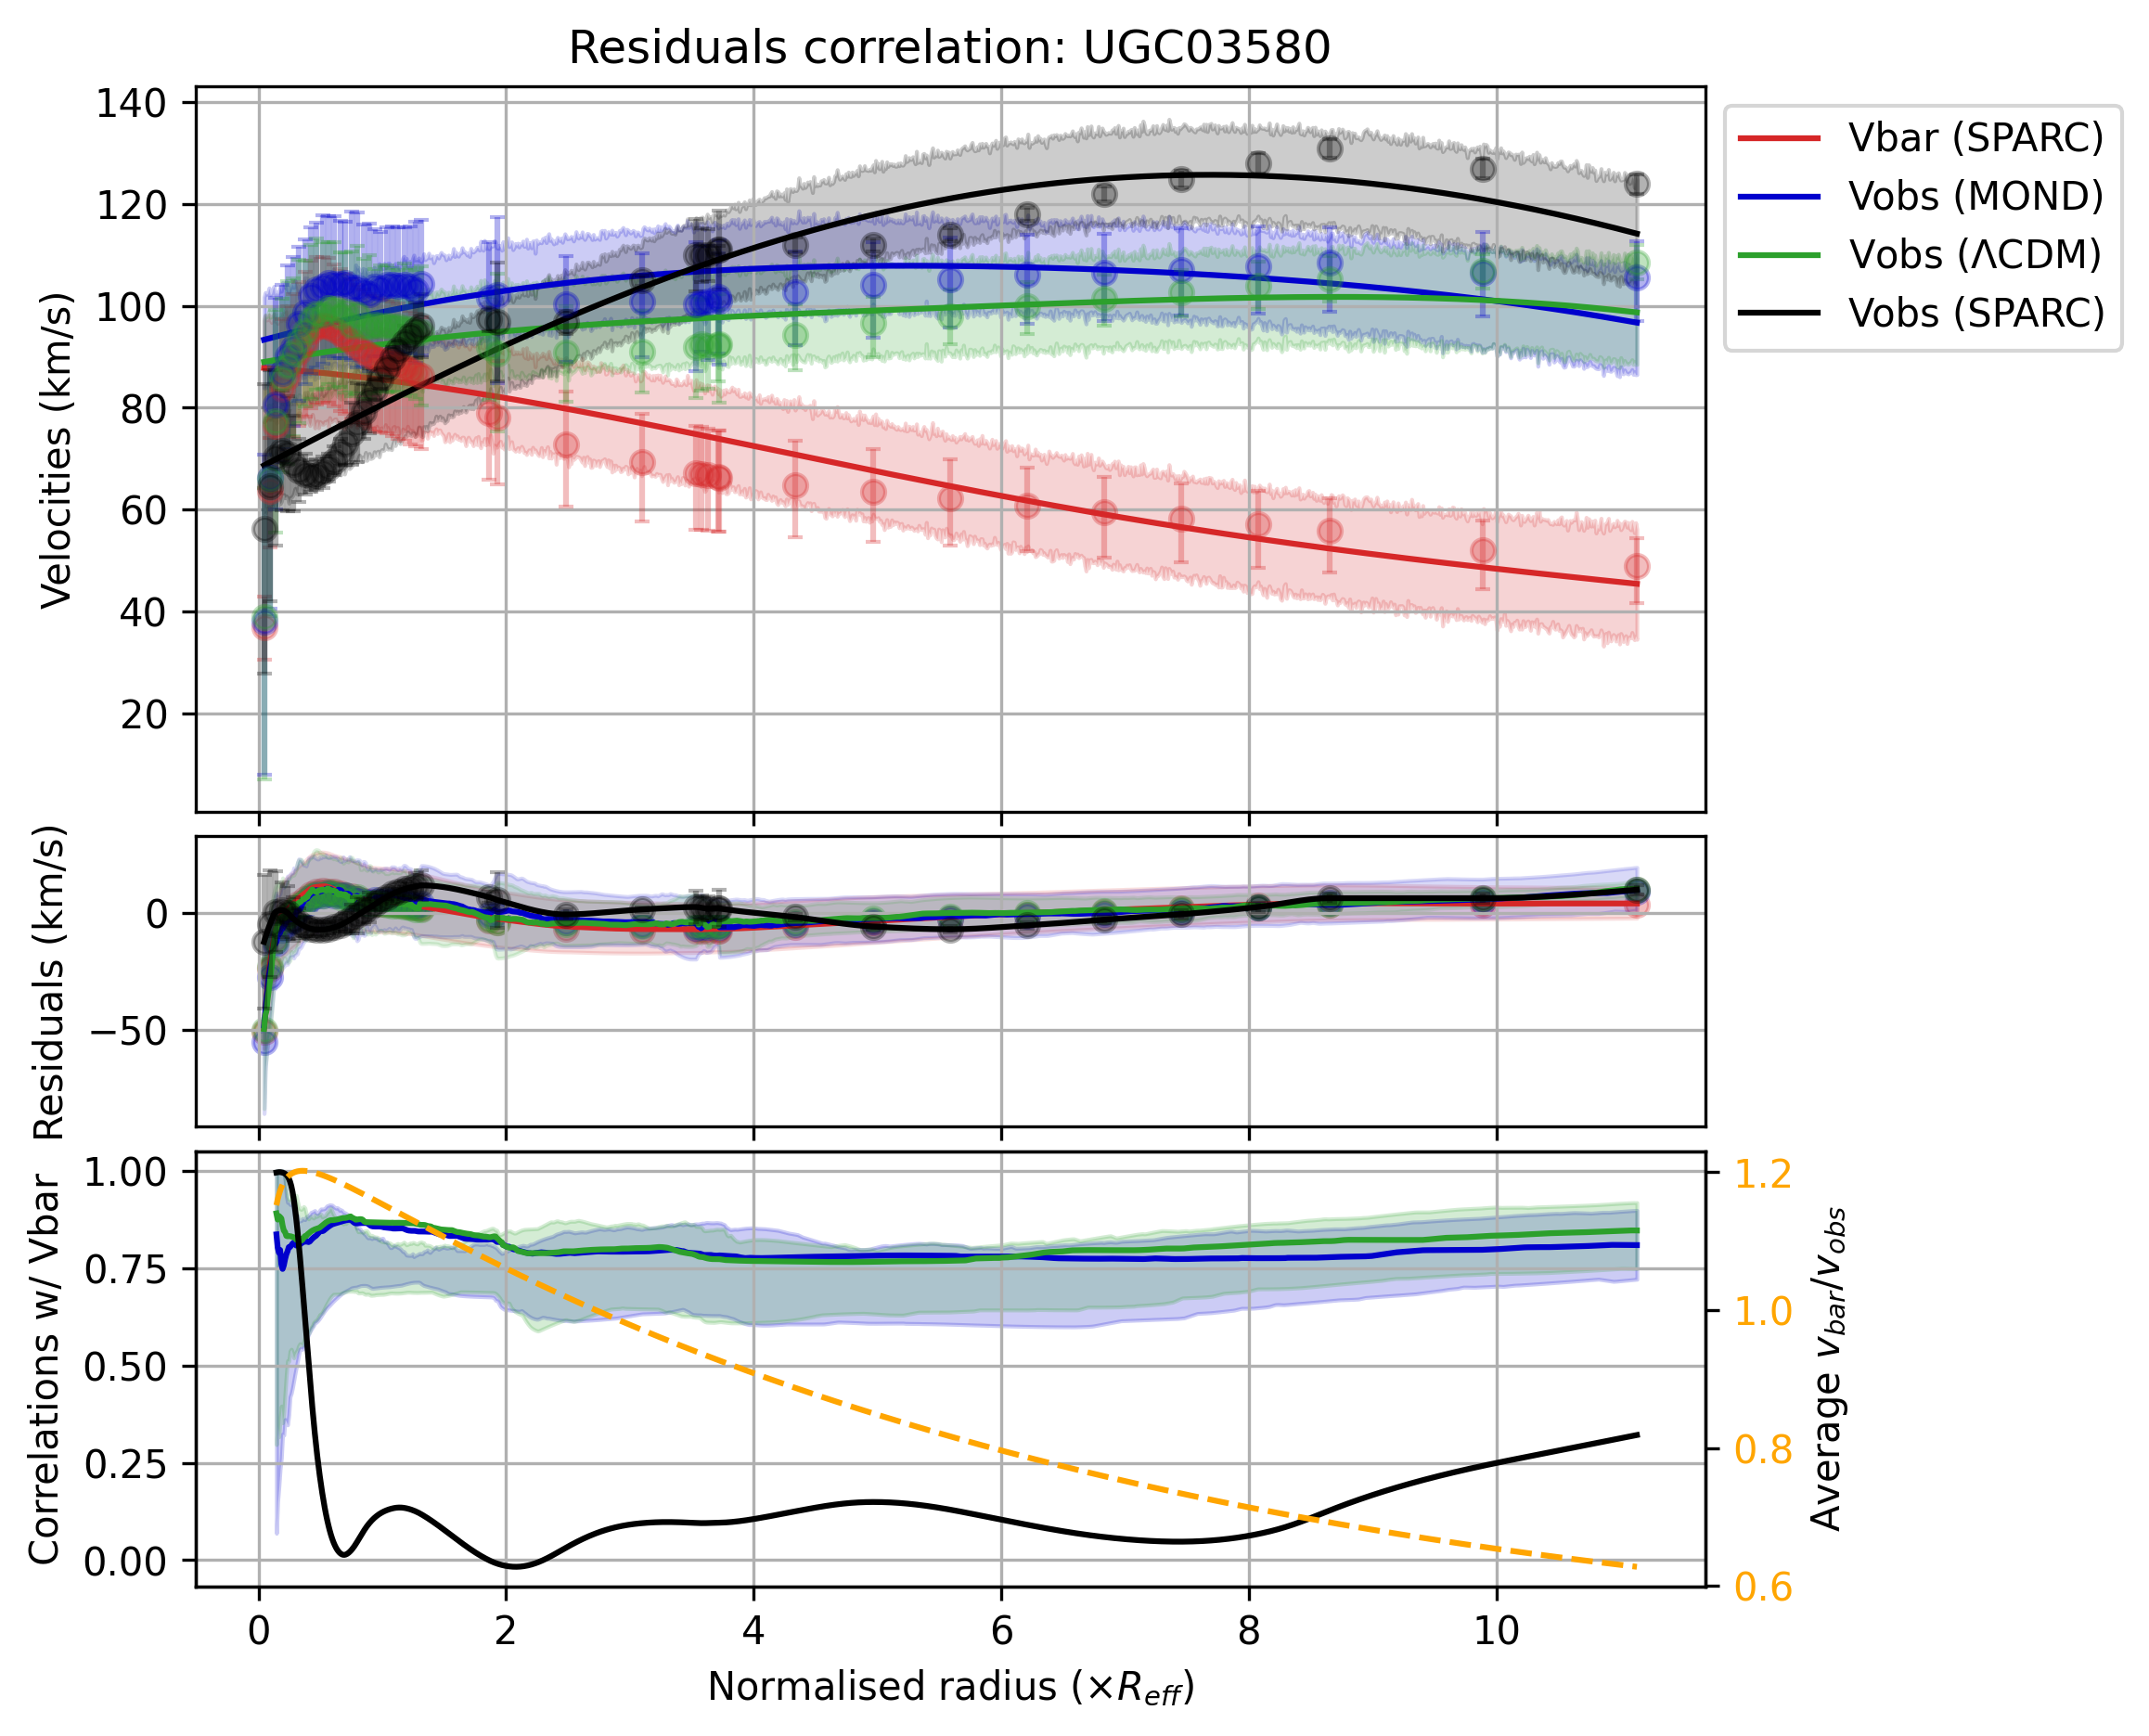 Residuals correlation: UGC03580
140
120
100
80
60
40
20
Velocities (km/s)
Vbar (SPARC)
Vobs (MOND)
Vobs (ΛCDM)
Vobs (SPARC)
0
−50
Residuals (km/s)
1.00
0.75
0.50
0.25
0.00
Correlations w/ Vbar
1.2
1.0
0.8
0.6
Average v_bar/v_obs
0 2 4 6 8 10
Normalised radius (×R_eff)